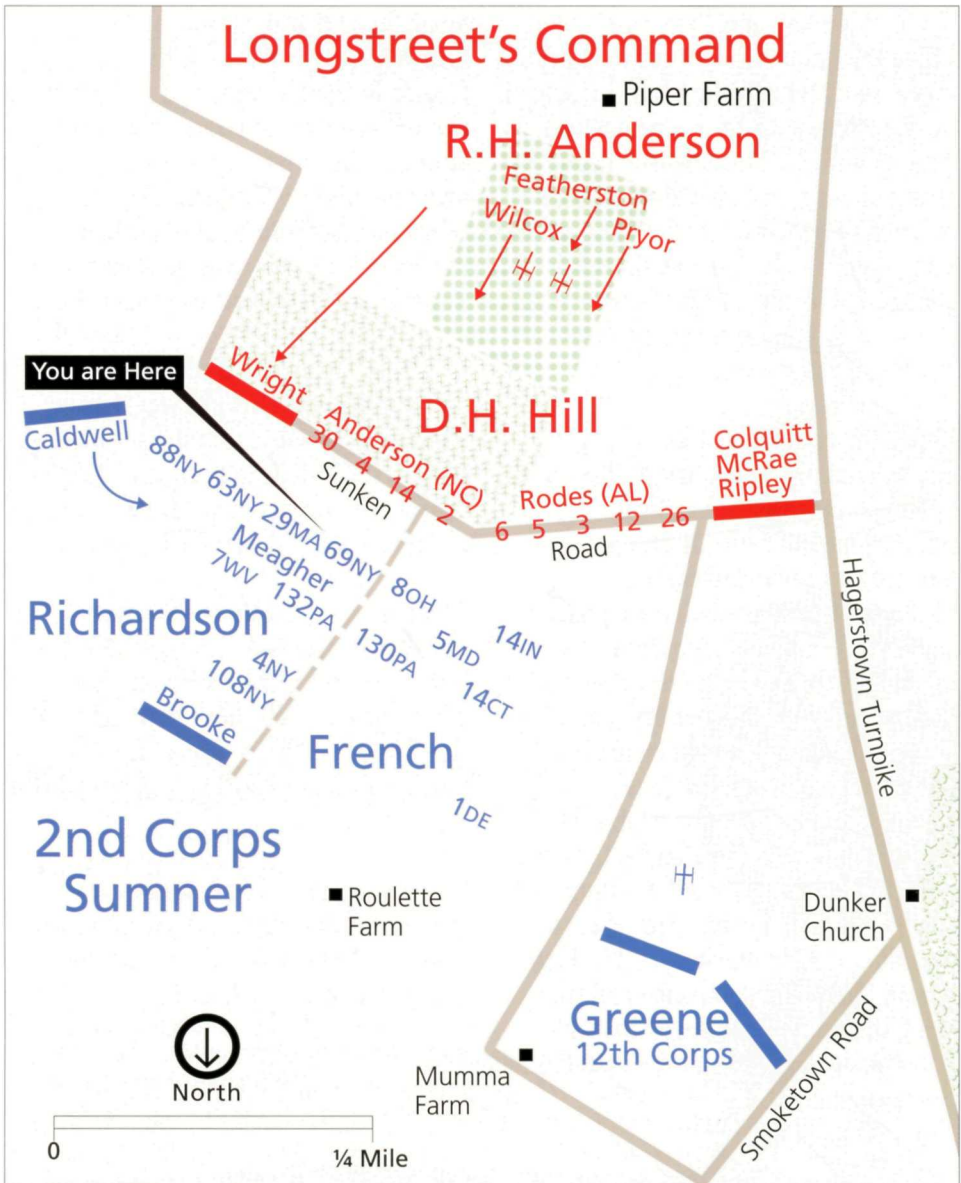 Longstreet's Command
Piper Farm
R.H. Anderson
Featherston
Wilcox
Pryor
You are Here
Wright
D.H. Hill
Caldwell
Anderson (NC)
30 4 14 2
Sunken
Road
Rodes (AL)
6 5 3 12 26
Colquitt
McRae
Ripley
88NY 63NY 29MA 69NY 8OH
Meagher
7WV 132PA
130PA 5MD 14IN
14CT
Richardson
4NY
108NY
Brooke
French
1DE
Hagerstown Turnpike
2nd Corps
Sumner
Roulette
Farm
Dunker
Church
Greene
12th Corps
Mumma
Farm
Smoketown Road
North
0 ¼ Mile